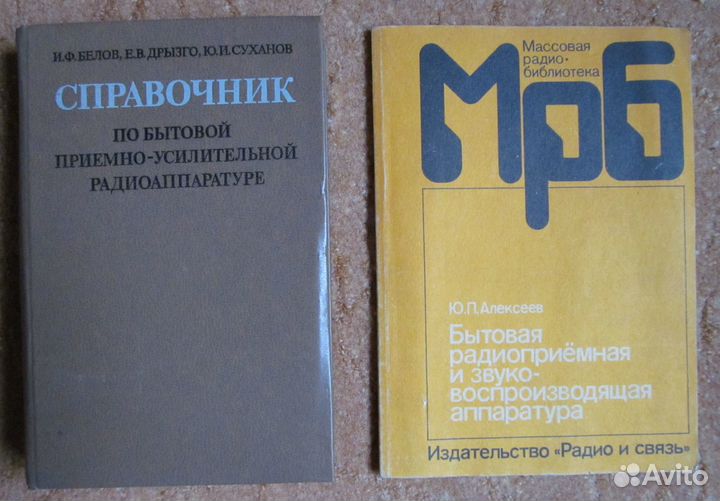 И.Ф.БЕЛОВ, Е.В.ДРЫЗГО, Ю.И.СУХАНОВ
СПРАВОЧНИК
ПО БЫТОВОЙ
ПРИЕМНО-УСИЛИТЕЛЬНОЙ
РАДИОАППАРАТУРЕ
Массовая
радио-
библиотека
Мрб
Ю.П.Алексеев
Бытовая
радиоприёмная
и звуко-
воспроизводящая
аппаратура
Издательство «Радио и связь»
Avito